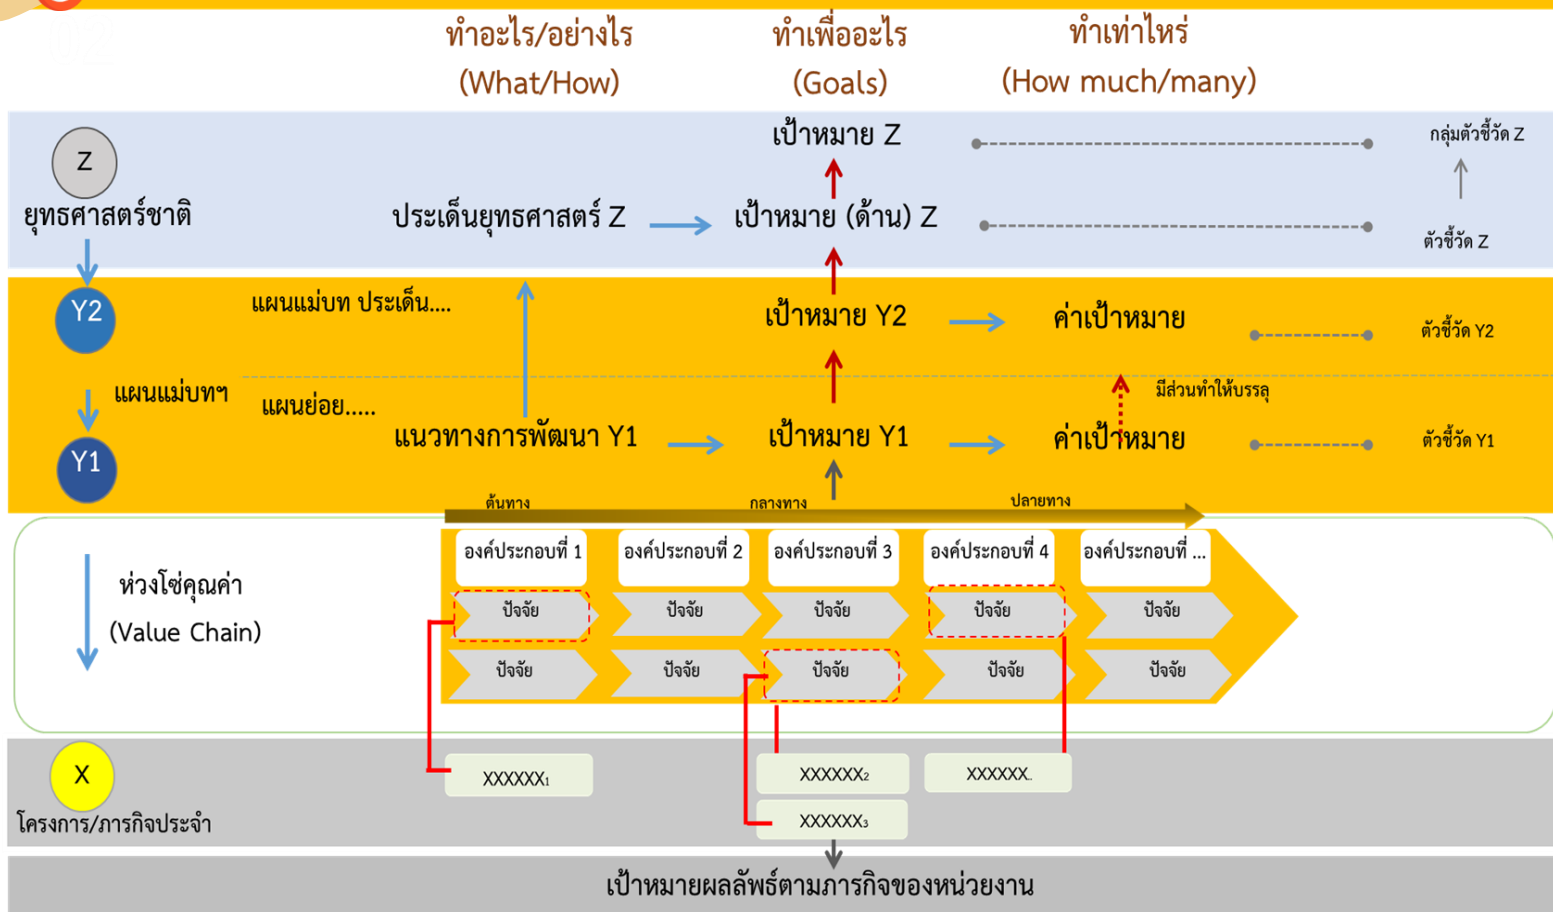 ทำอะไร/อย่างไร
(What/How)
ทำเพื่ออะไร
(Goals)
ทำเท่าไหร่
(How much/many)
Z
ยุทธศาสตร์ชาติ
เป้าหมาย Z
กลุ่มตัวชี้วัด Z
ประเด็นยุทธศาสตร์ Z
เป้าหมาย (ด้าน) Z
ตัวชี้วัด Z
Y2
แผนแม่บท ประเด็น....
เป้าหมาย Y2
ค่าเป้าหมาย
ตัวชี้วัด Y2
แผนแม่บทฯ
แผนย่อย.....
มีส่วนทำให้บรรลุ
Y1
แนวทางการพัฒนา Y1
เป้าหมาย Y1
ค่าเป้าหมาย
ตัวชี้วัด Y1
ต้นทาง
กลางทาง
ปลายทาง
ห่วงโซ่คุณค่า
(Value Chain)
องค์ประกอบที่ 1
องค์ประกอบที่ 2
องค์ประกอบที่ 3
องค์ประกอบที่ 4
องค์ประกอบที่ ...
ปัจจัย
ปัจจัย
ปัจจัย
ปัจจัย
ปัจจัย
ปัจจัย
ปัจจัย
ปัจจัย
ปัจจัย
ปัจจัย
X
โครงการ/ภารกิจประจำ
XXXXXX₁
XXXXXX₂
XXXXXX..
XXXXXX₃
เป้าหมายผลลัพธ์ตามภารกิจของหน่วยงาน